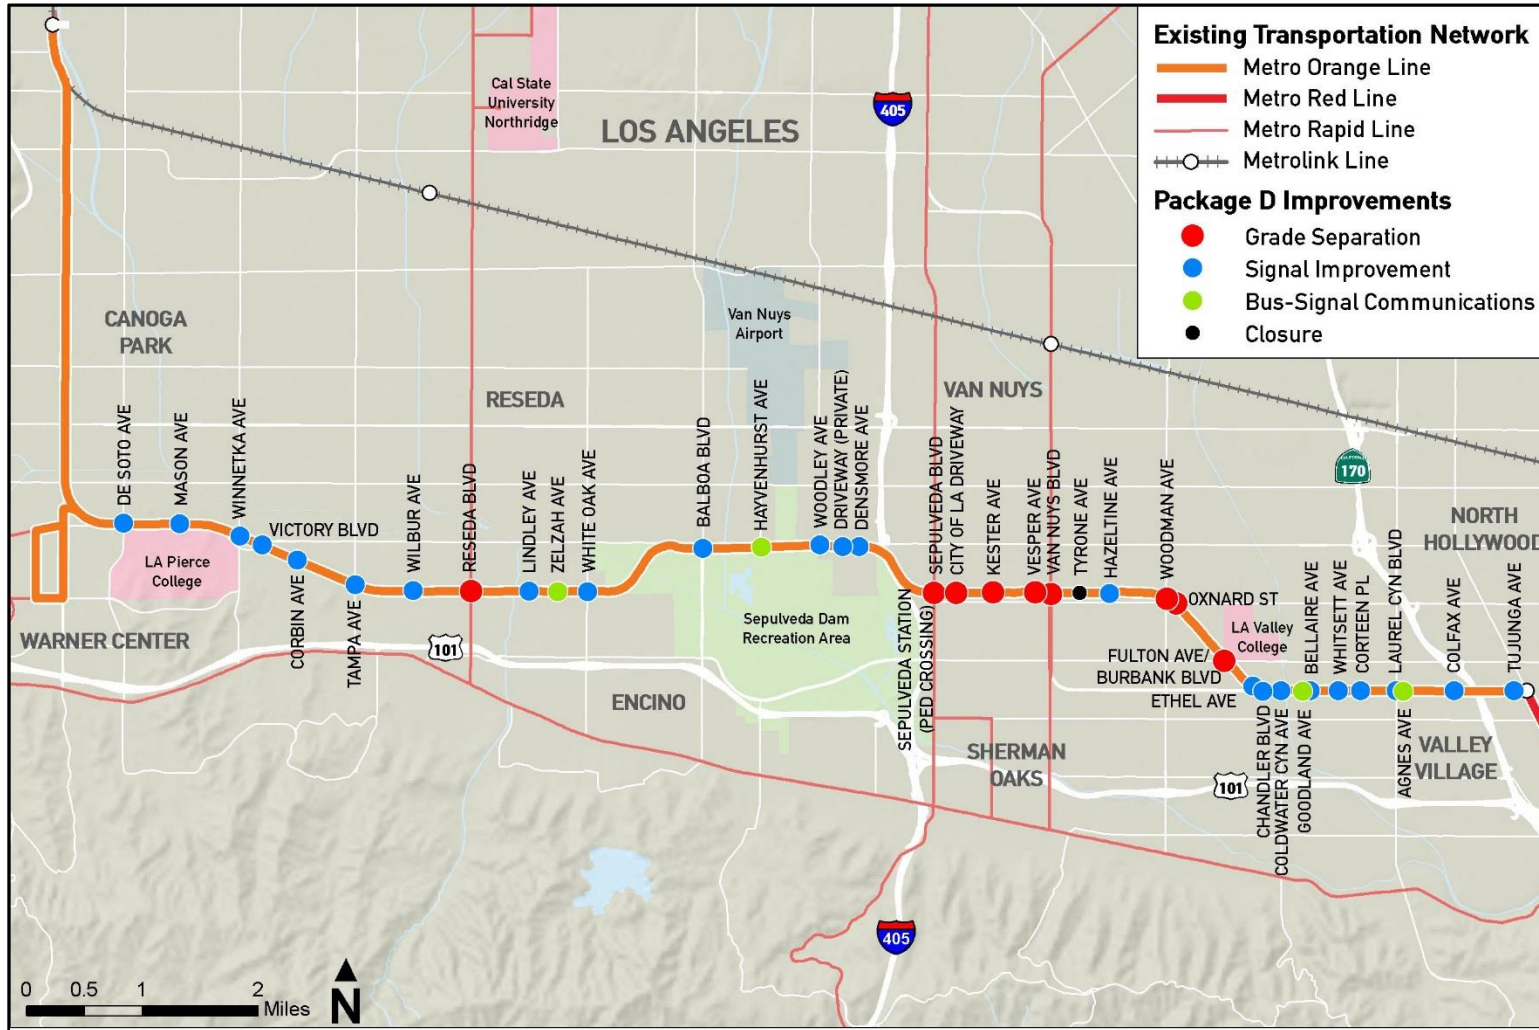 Existing Transportation Network
Metro Orange Line
Metro Red Line
Metro Rapid Line
Metrolink Line
Package D Improvements
Grade Separation
Signal Improvement
Bus-Signal Communications
Closure
Cal State
University
Northridge
LOS ANGELES
405
CANOGA
PARK
Van Nuys
Airport
RESEDA
VAN NUYS
170
NORTH
HOLLYWOOD
DE SOTO AVE
MASON AVE
WINNETKA AVE
VICTORY BLVD
WILBUR AVE
RESEDA BLVD
LINDLEY AVE
ZELZAH AVE
WHITE OAK AVE
BALBOA BLVD
HAYVENHURST AVE
WOODLEY AVE
DRIVEWAY (PRIVATE)
DENSMORE AVE
SEPULVEDA BLVD
CITY OF LA DRIVEWAY
KESTER AVE
VESPER AVE
VAN NUYS BLVD
TYRONE AVE
HAZELTINE AVE
WOODMAN AVE
OXNARD ST
LA Pierce
College
LA Valley
College
BELLAIRE AVE
WHITSETT AVE
CORTEEN PL
LAUREL CYN BLVD
COLFAX AVE
TUJUNGA AVE
WARNER CENTER
CORBIN AVE
TAMPA AVE
101
Sepulveda Dam
Recreation Area
SEPULVEDA STATION
(PED CROSSING)
FULTON AVE/
BURBANK BLVD
ETHEL AVE
ENCINO
SHERMAN
OAKS
101
CHANDLER BLVD
COLDWATER CYN AVE
GOODLAND AVE
AGNES AVE
VALLEY
VILLAGE
405
0 0.5 1 2
Miles
N